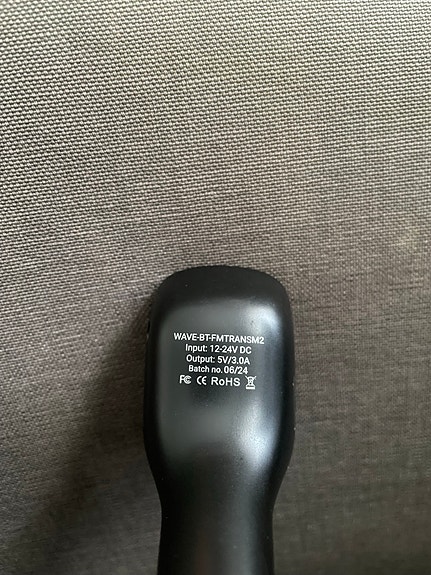 WAVE-BT-FMTRANSM2
Input: 12-24V DC
Output: 5V/3.0A
Batch no. 06/24
FC CE RoHS